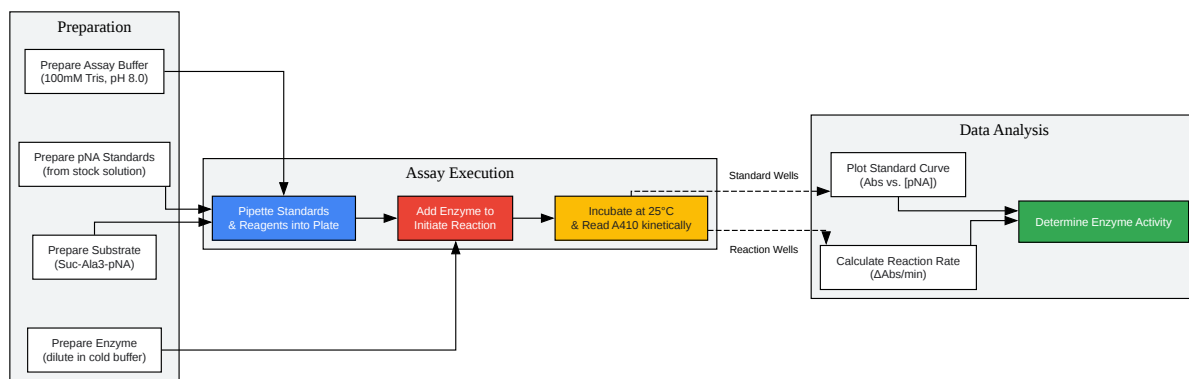 Preparation
Prepare Assay Buffer
(100mM Tris, pH 8.0)
Prepare pNA Standards
(from stock solution)
Prepare Substrate
(Suc-Ala3-pNA)
Prepare Enzyme
(dilute in cold buffer)
Assay Execution
Pipette Standards
& Reagents into Plate
Add Enzyme to
Initiate Reaction
Incubate at 25°C
& Read A410 kinetically
Standard Wells
Reaction Wells
Data Analysis
Plot Standard Curve
(Abs vs. [pNA])
Calculate Reaction Rate
(ΔAbs/min)
Determine Enzyme Activity